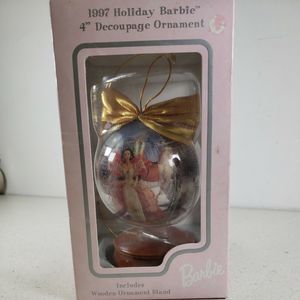 1997 Holiday Barbie™
4" Decoupage Ornament
Includes
Wooden Ornament Stand
Barbie